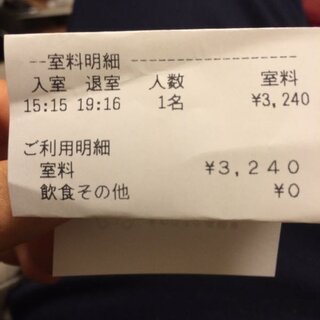 --室料明細--------------
入室 退室 人数 室料
15:15 19:16 1名 ¥3,240
ご利用明細
室料 ¥3,240
飲食その他 ¥0